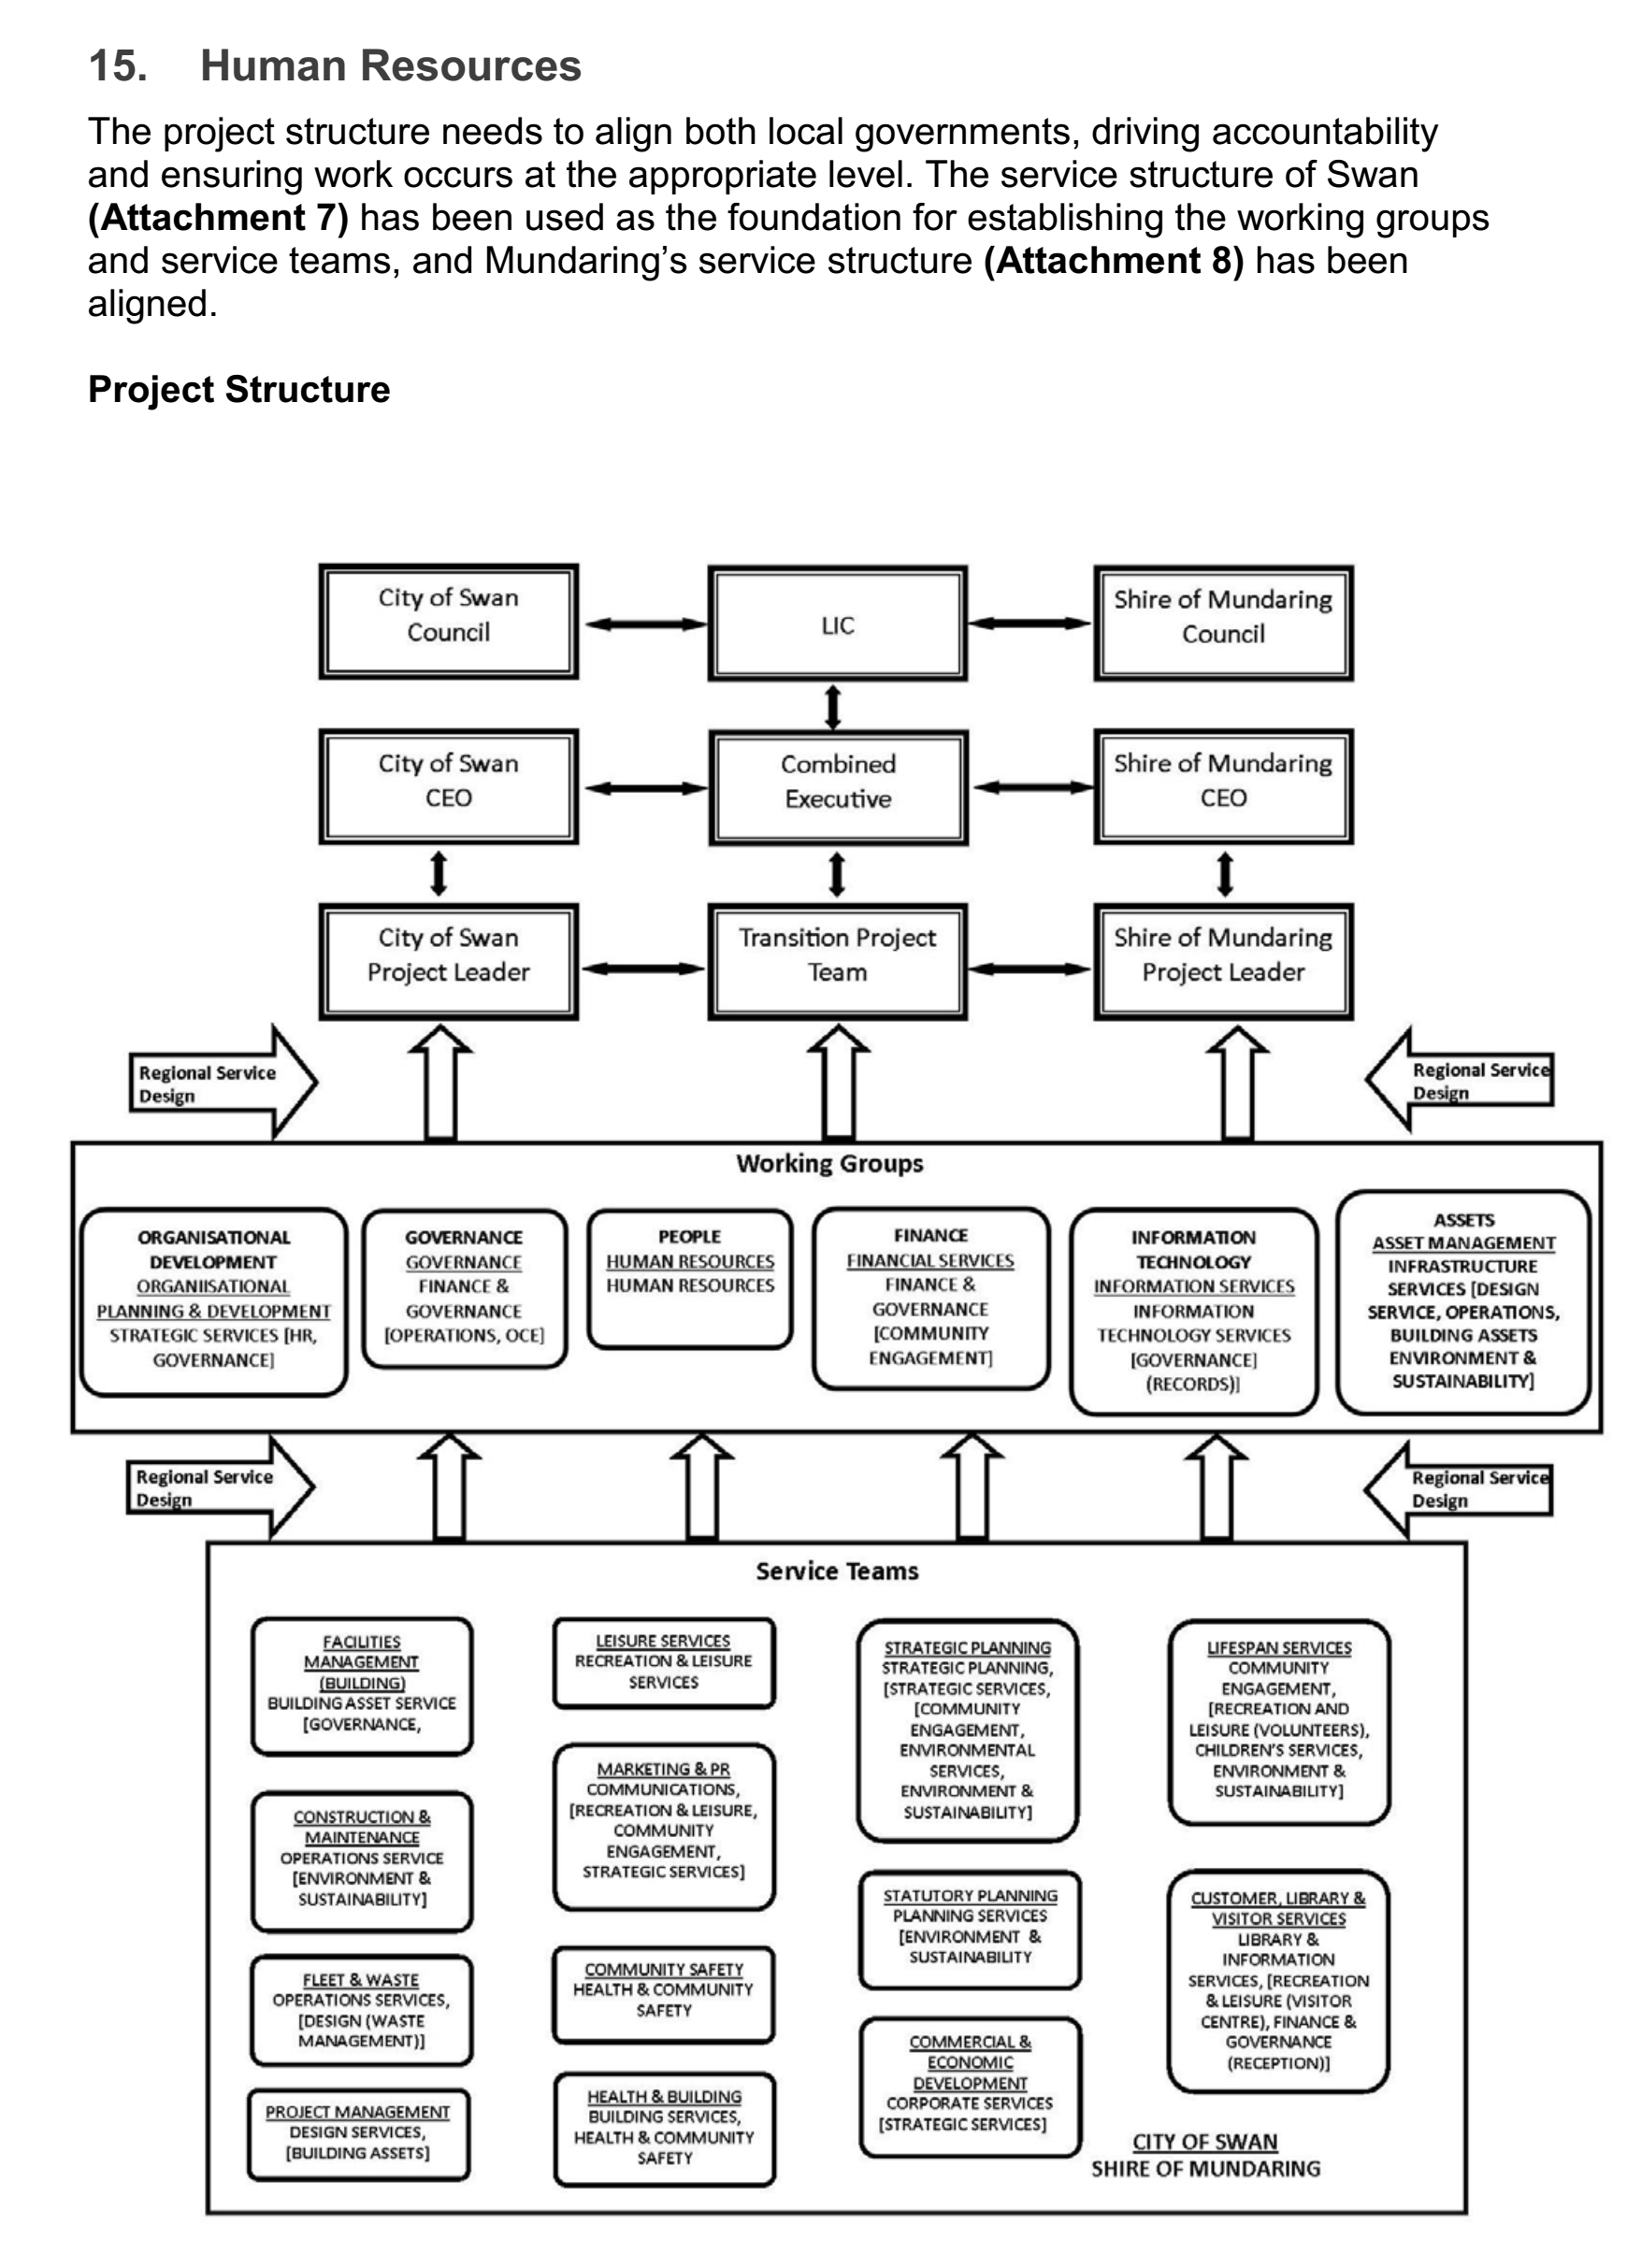 15. Human Resources
The project structure needs to align both local governments, driving accountability
and ensuring work occurs at the appropriate level. The service structure of Swan
(Attachment 7) has been used as the foundation for establishing the working groups
and service teams, and Mundaring’s service structure (Attachment 8) has been
aligned.
Project Structure
City of Swan
Council
LIC
Shire of Mundaring
Council
City of Swan
CEO
Combined
Executive
Shire of Mundaring
CEO
City of Swan
Project Leader
Transition Project
Team
Shire of Mundaring
Project Leader
Regional Service
Design
Regional Service
Design
Working Groups
ORGANISATIONAL
DEVELOPMENT
ORGANIISATIONAL
PLANNING & DEVELOPMENT
STRATEGIC SERVICES [HR,
GOVERNANCE]
GOVERNANCE
GOVERNANCE
FINANCE &
GOVERNANCE
[OPERATIONS, OCE]
PEOPLE
HUMAN RESOURCES
HUMAN RESOURCES
FINANCE
FINANCIAL SERVICES
FINANCE &
GOVERNANCE
[COMMUNITY
ENGAGEMENT]
INFORMATION
TECHNOLOGY
INFORMATION SERVICES
INFORMATION
TECHNOLOGY SERVICES
[GOVERNANCE]
(RECORDS)]
ASSETS
ASSET MANAGEMENT
INFRASTRUCTURE
SERVICES [DESIGN
SERVICE, OPERATIONS,
BUILDING ASSETS
ENVIRONMENT &
SUSTAINABILITY]
Regional Service
Design
Regional Service
Design
Service Teams
FACILITIES
MANAGEMENT
(BUILDING)
BUILDING ASSET SERVICE
[GOVERNANCE,
CONSTRUCTION &
MAINTENANCE
OPERATIONS SERVICE
[ENVIRONMENT &
SUSTAINABILITY]
FLEET & WASTE
OPERATIONS SERVICES,
[DESIGN (WASTE
MANAGEMENT)]
PROJECT MANAGEMENT
DESIGN SERVICES,
[BUILDING ASSETS]
LEISURE SERVICES
RECREATION & LEISURE
SERVICES
MARKETING & PR
COMMUNICATIONS,
[RECREATION & LEISURE,
COMMUNITY
ENGAGEMENT,
STRATEGIC SERVICES]
COMMUNITY SAFETY
HEALTH & COMMUNITY
SAFETY
HEALTH & BUILDING
BUILDING SERVICES,
HEALTH & COMMUNITY
SAFETY
STRATEGIC PLANNING
STRATEGIC PLANNING,
[STRATEGIC SERVICES,
[COMMUNITY
ENGAGEMENT,
ENVIRONMENTAL
SERVICES,
ENVIRONMENT &
SUSTAINABILITY]
STATUTORY PLANNING
PLANNING SERVICES
[ENVIRONMENT &
SUSTAINABILITY
COMMERCIAL &
ECONOMIC
DEVELOPMENT
CORPORATE SERVICES
[STRATEGIC SERVICES]
LIFESPAN SERVICES
COMMUNITY
ENGAGEMENT,
[RECREATION AND
LEISURE (VOLUNTEERS),
CHILDREN'S SERVICES,
ENVIRONMENT &
SUSTAINABILITY]
CUSTOMER, LIBRARY &
VISITOR SERVICES
LIBRARY &
INFORMATION
SERVICES, [RECREATION
& LEISURE (VISITOR
CENTRE), FINANCE &
GOVERNANCE
(RECEPTION)]
CITY OF SWAN
SHIRE OF MUNDARING